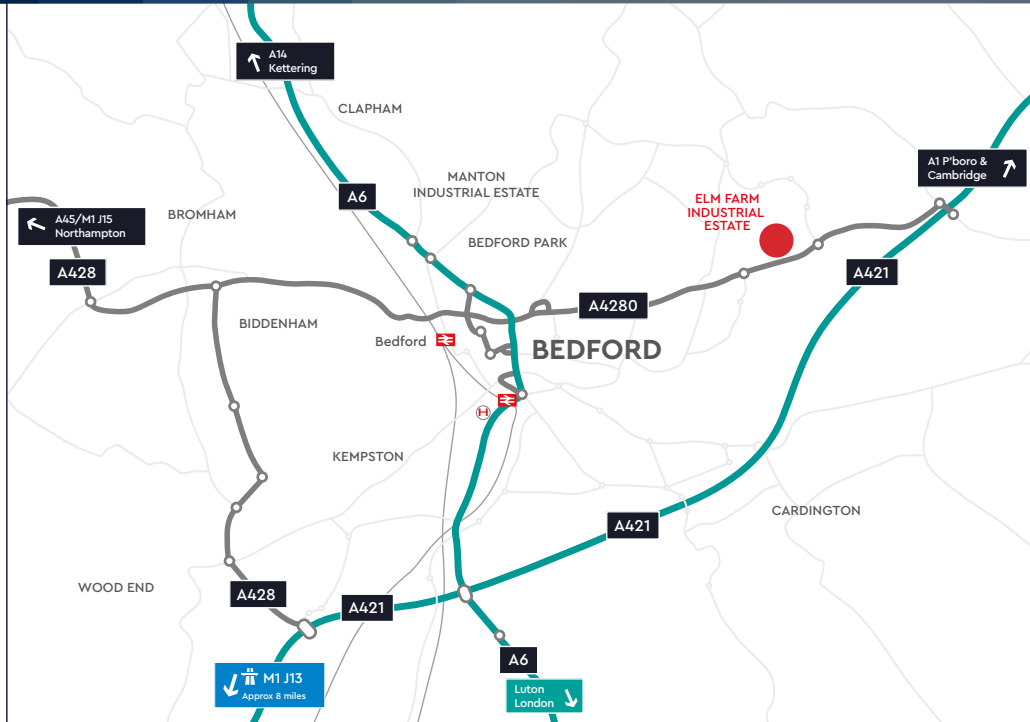 A14
Kettering
CLAPHAM
A6
MANTON
INDUSTRIAL ESTATE
A1 P'boro &
Cambridge
ELM FARM
INDUSTRIAL
ESTATE
BROMHAM
A45/M1 J15
Northampton
BEDFORD PARK
A428
A421
A4280
BIDDENHAM
Bedford
BEDFORD
H
KEMPSTON
CARDINGTON
A421
WOOD END
A428
A421
A6
M1 J13
Approx 8 miles
Luton
London